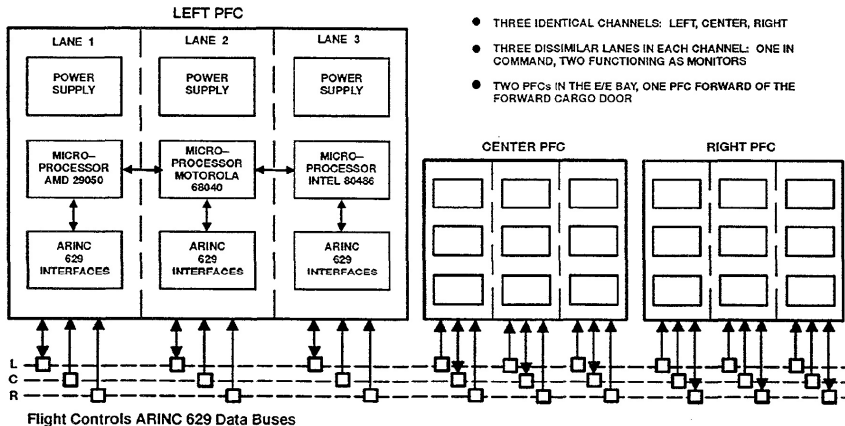 LEFT PFC
LANE 1
LANE 2
LANE 3
POWER
SUPPLY
POWER
SUPPLY
POWER
SUPPLY
MICRO–
PROCESSOR
AMD 29050
MICRO–
PROCESSOR
MOTOROLA
68040
MICRO–
PROCESSOR
INTEL 80486
ARINC
629
INTERFACES
ARINC
629
INTERFACES
ARINC
629
INTERFACES
● THREE IDENTICAL CHANNELS: LEFT, CENTER, RIGHT
● THREE DISSIMILAR LANES IN EACH CHANNEL: ONE IN
COMMAND, TWO FUNCTIONING AS MONITORS
● TWO PFCs IN THE E/E BAY, ONE PFC FORWARD OF THE
FORWARD CARGO DOOR
CENTER PFC
RIGHT PFC
L
C
R
Flight Controls ARINC 629 Data Buses